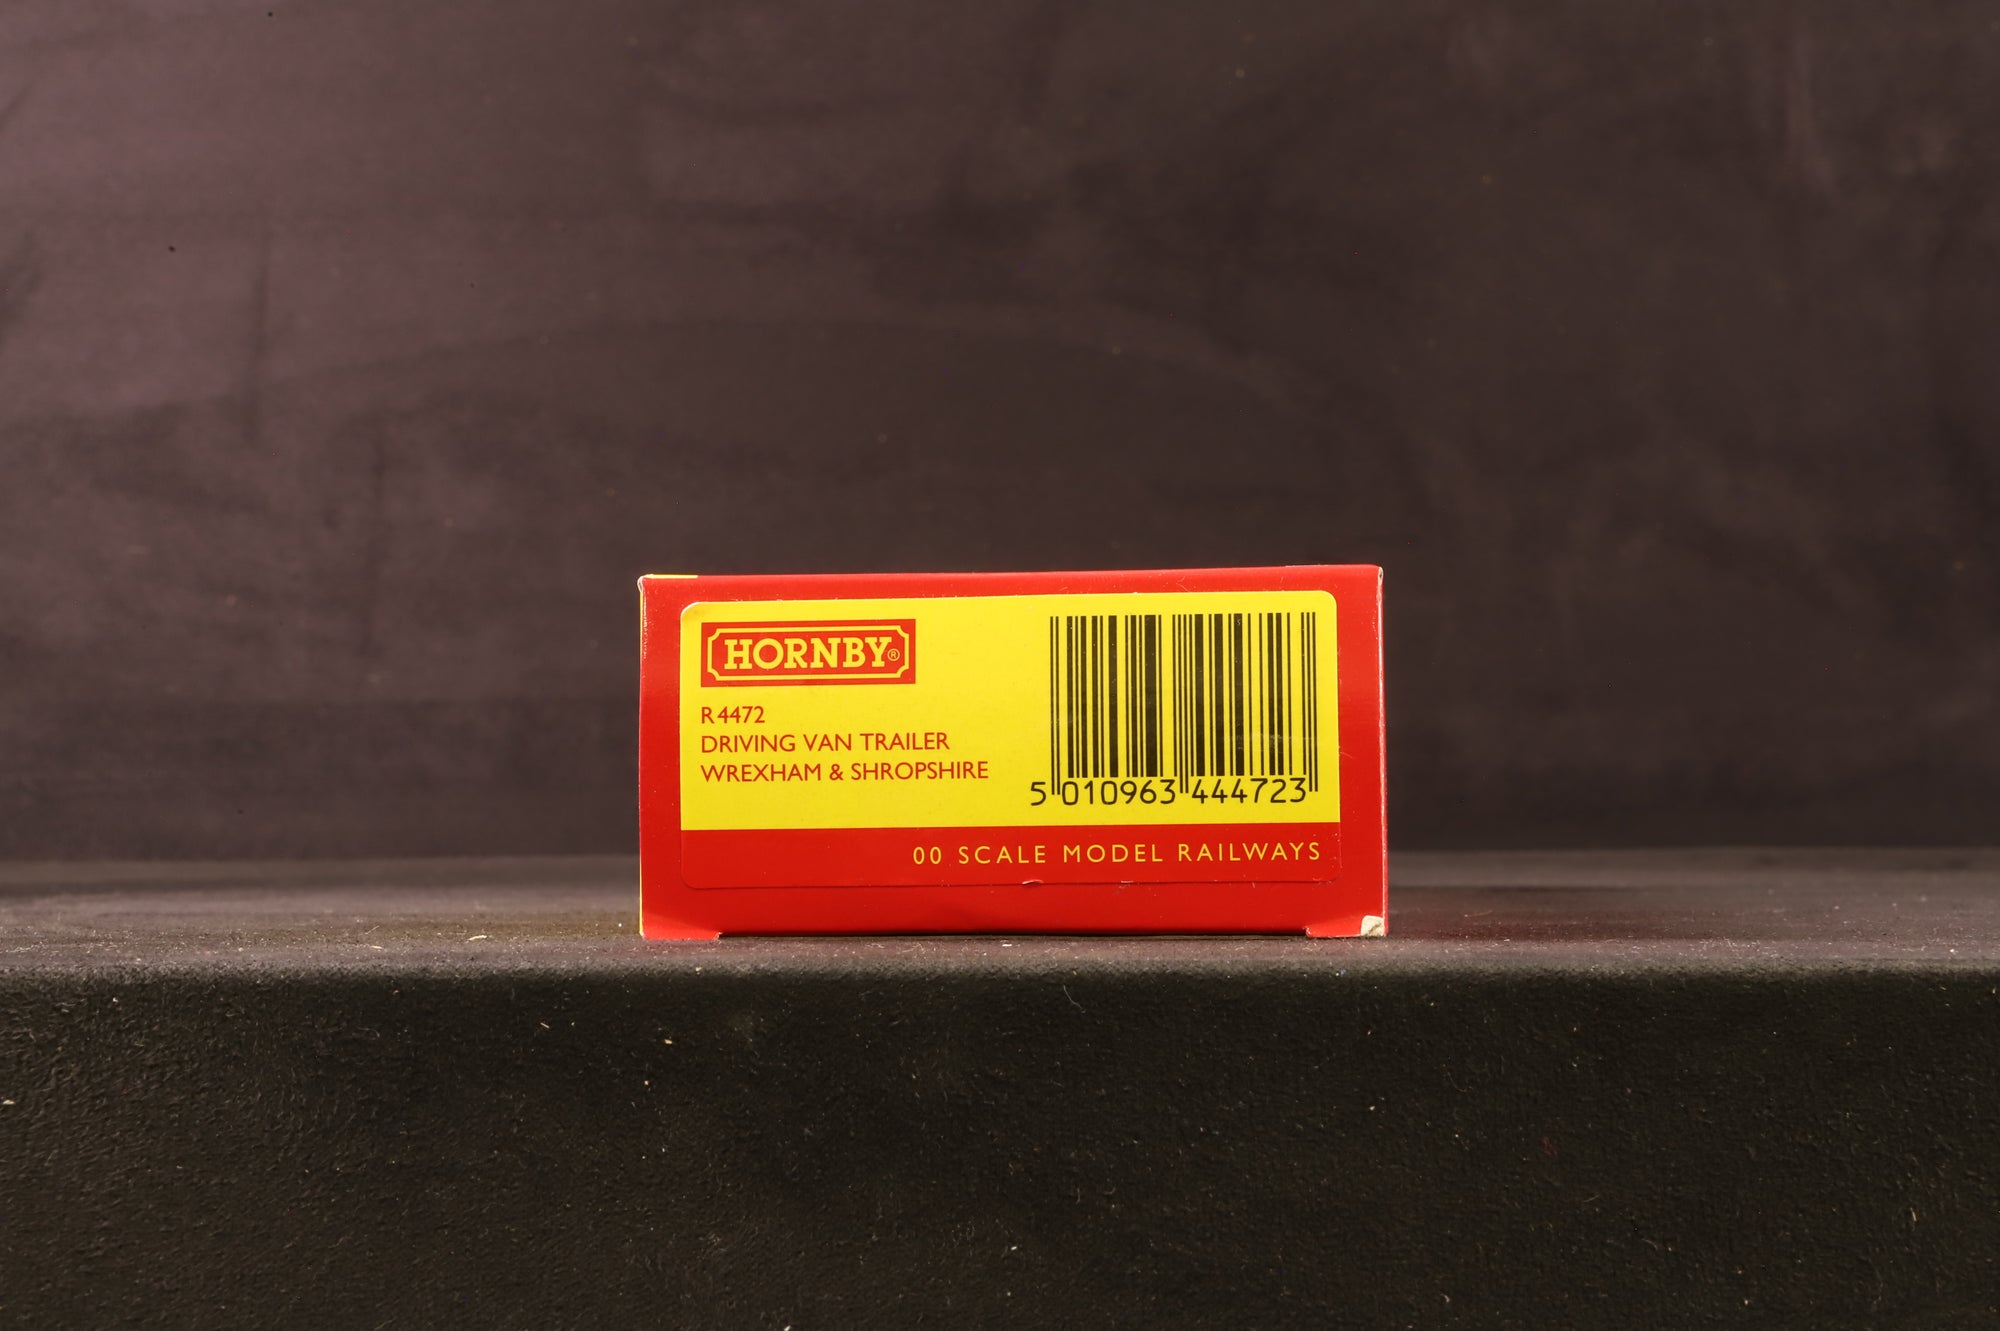 HORNBY®
R4472
DRIVING VAN TRAILER
WREXHAM & SHROPSHIRE
5 010963 444723
00 SCALE MODEL RAILWAYS